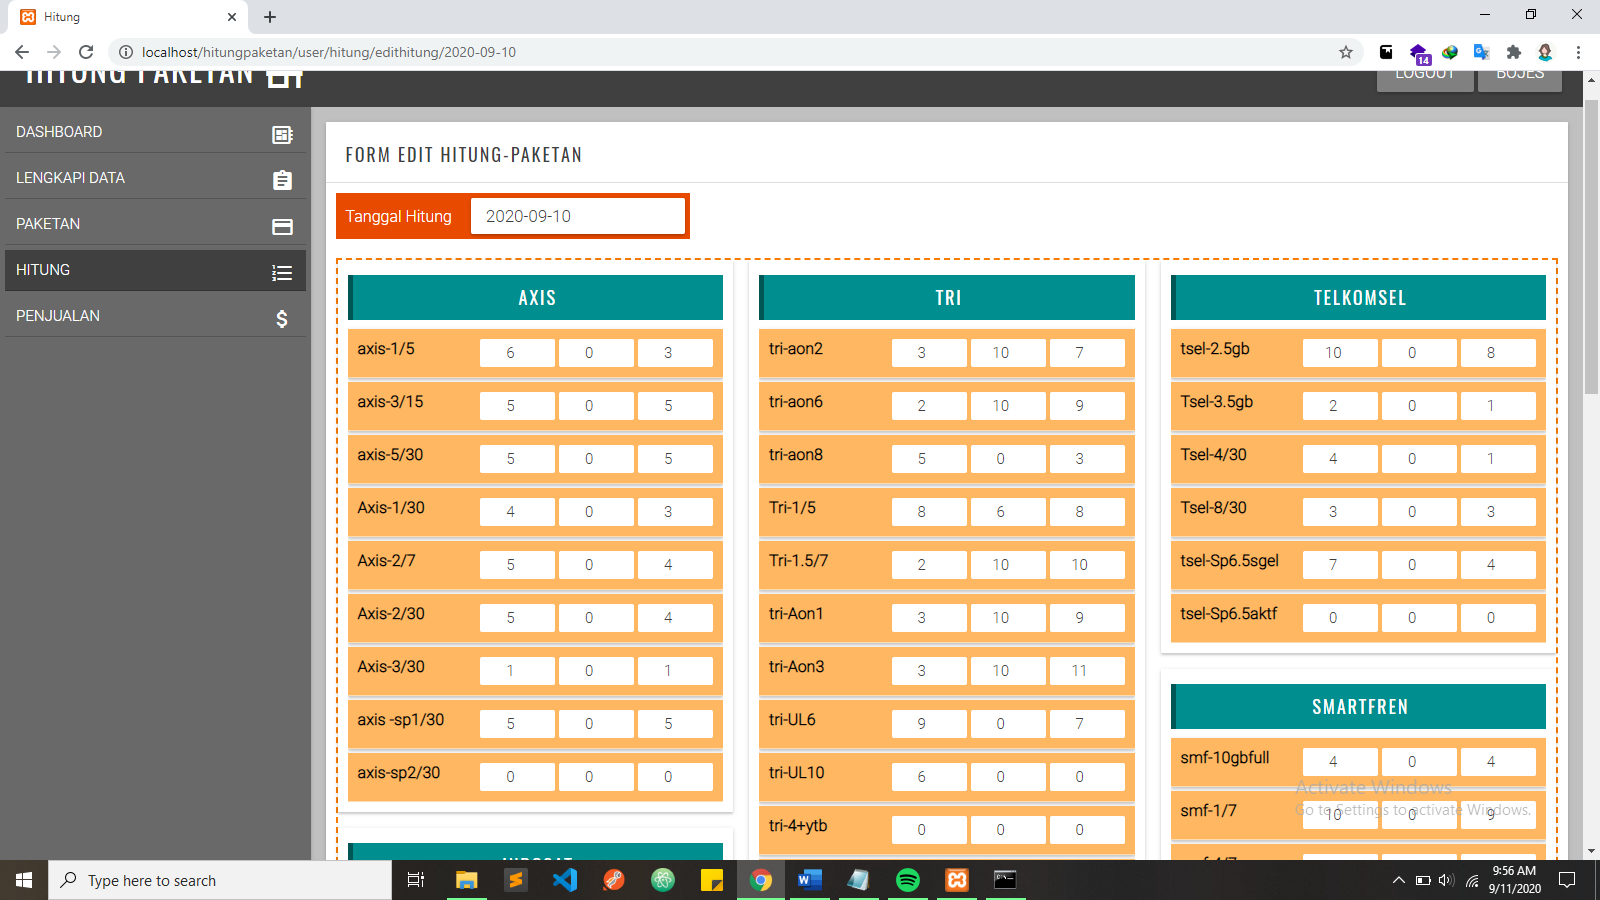 Hitung
localhost/hitungpaketan/user/hitung/edithitung/2020-09-10
14
HITUNG PAKETAN
LOGOUT
BOJES
DASHBOARD
LENGKAPI DATA
PAKETAN
HITUNG
PENJUALAN
FORM EDIT HITUNG-PAKETAN
Tanggal Hitung 2020-09-10
AXIS
axis-1/5 6 0 3
axis-3/15 5 0 5
axis-5/30 5 0 5
Axis-1/30 4 0 3
Axis-2/7 5 0 4
Axis-2/30 5 0 4
Axis-3/30 1 0 1
axis -sp1/30 5 0 5
axis-sp2/30 0 0 0
INDOSAT
TRI
tri-aon2 3 10 7
tri-aon6 2 10 9
tri-aon8 5 0 3
Tri-1/5 8 6 8
Tri-1.5/7 2 10 10
tri-Aon1 3 10 9
tri-Aon3 3 10 11
tri-UL6 9 0 7
tri-UL10 6 0 0
tri-4+ytb 0 0 0
TELKOMSEL
tsel-2.5gb 10 0 8
Tsel-3.5gb 2 0 1
Tsel-4/30 4 0 1
Tsel-8/30 3 0 3
tsel-Sp6.5sgel 7 0 4
tsel-Sp6.5aktf 0 0 0
SMARTFREN
smf-10gbfull 4 0 4
smf-1/7 10 0 9
Activate Windows
Go to Settings to activate Windows.
Type here to search
9:56 AM
9/11/2020